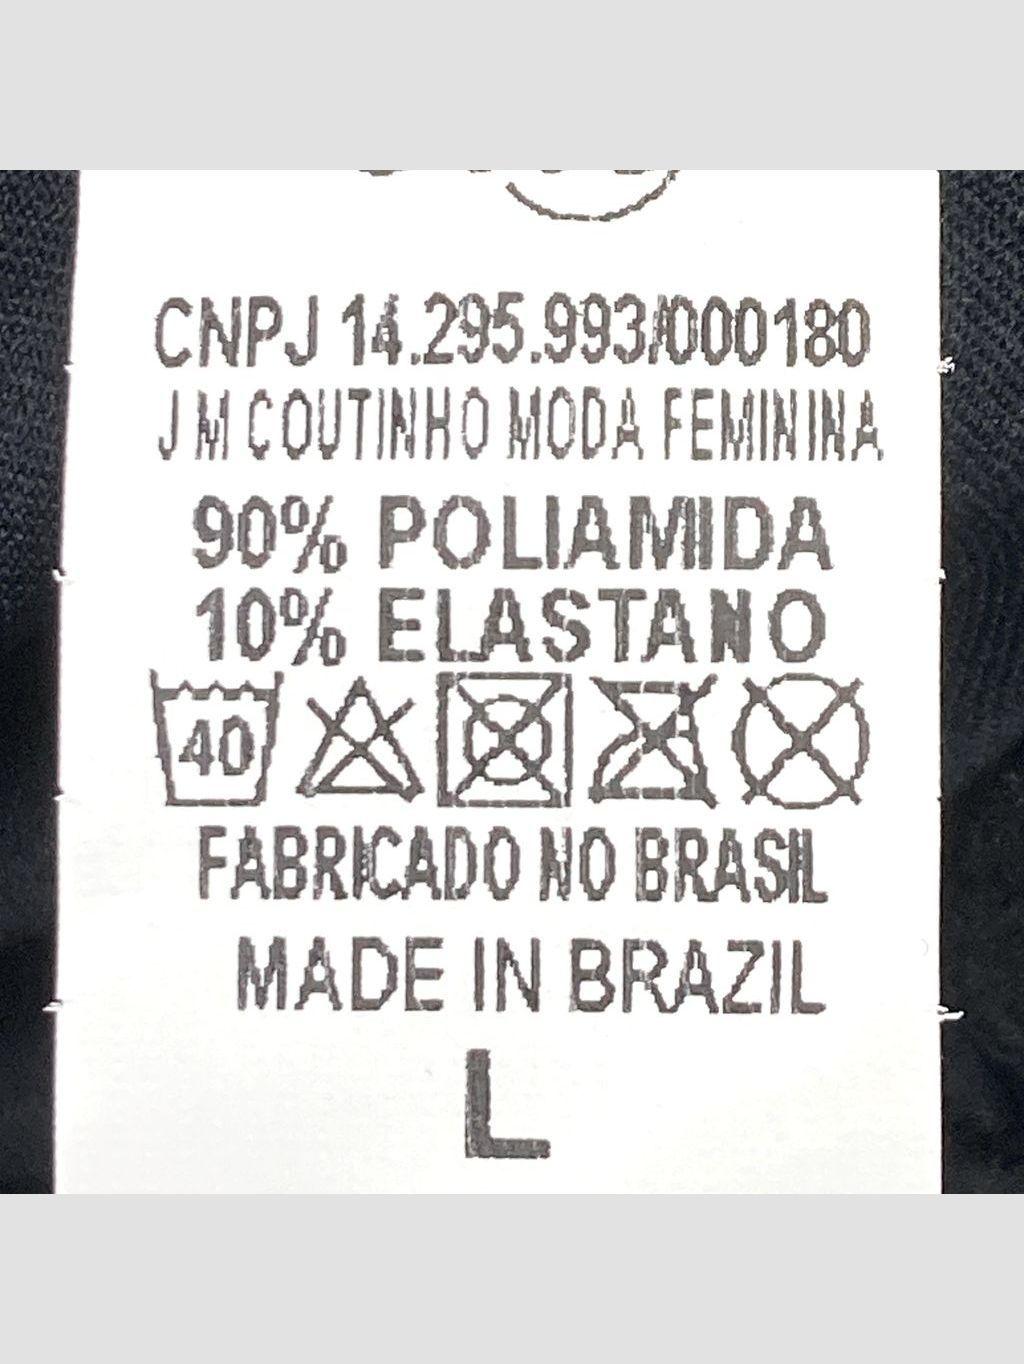 CNPJ 14.295.993/000180
J M COUTINHO MODA FEMININA
90% POLIAMIDA
10% ELASTANO
40
FABRICADO NO BRASIL
MADE IN BRAZIL
L